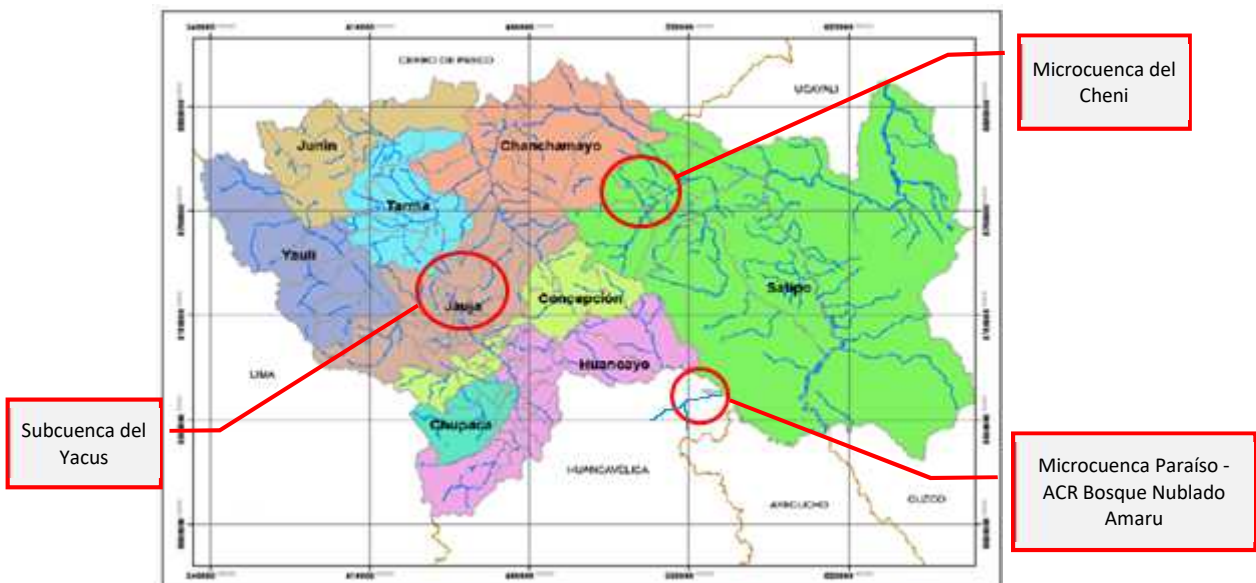 CERRO DE PASCO
UCAYALI
Microcuenca del
Cheni
Junín
Chanchamayo
Tarma
Yauli
Satipo
Jauja
Concepción
LIMA
Huancayo
Subcuenca del
Yacus
Chupaca
HUANCAVELICA
AYACUCHO
CUZCO
Microcuenca Paraíso -
ACR Bosque Nublado
Amaru